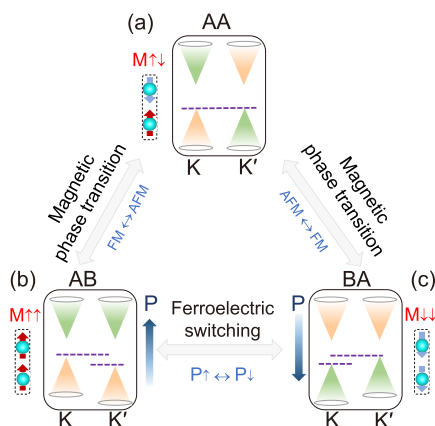 (a)
AA
M↑↓
K K′
Magnetic
phase transition
FM↔AFM
Magnetic
phase transition
AFM↔FM
(b)
AB
M↑↑
P
K K′
Ferroelectric
switching
P↑ ↔ P↓
BA
(c)
P
M↓↓
K K′